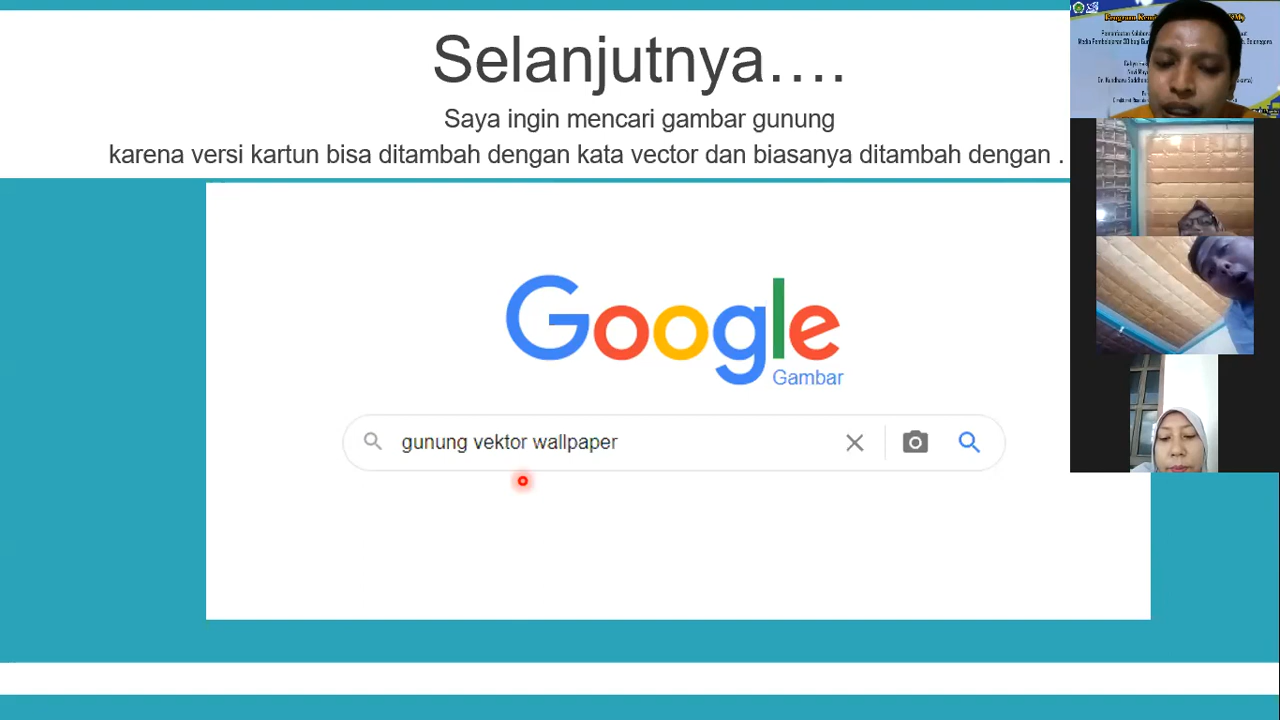 Selanjutnya….
Saya ingin mencari gambar gunung
karena versi kartun bisa ditambah dengan kata vector dan biasanya ditambah dengan .
Google
Gambar
gunung vektor wallpaper